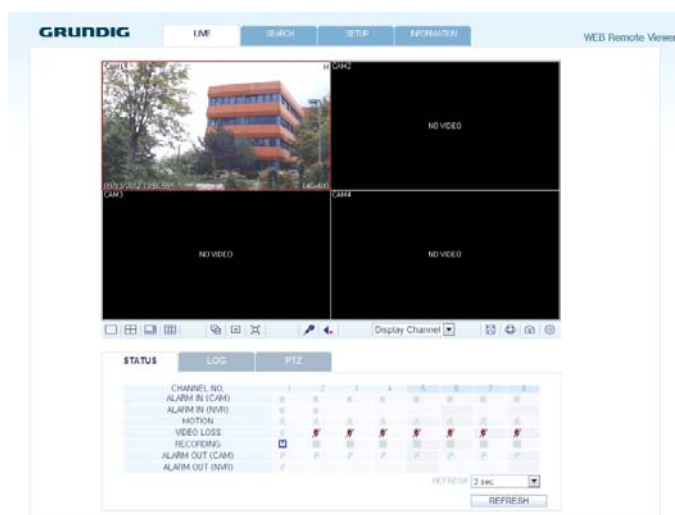 GRUNDIG
LIVE SEARCH SETUP INFORMATION
WEB Remote Viewer
CAM1 M CAM2
NO VIDEO
640x480
CAM3 CAM4
NO VIDEO NO VIDEO
Display Channel
STATUS LOG PTZ
CHANNEL NO. 1 2 3 4 5 6 7 8
ALARM IN (CAM)
ALARM IN (NVR)
MOTION
VIDEO LOSS
RECORDING M
ALARM OUT (CAM)
ALARM OUT (NVR)
REFRESH 3 sec
REFRESH